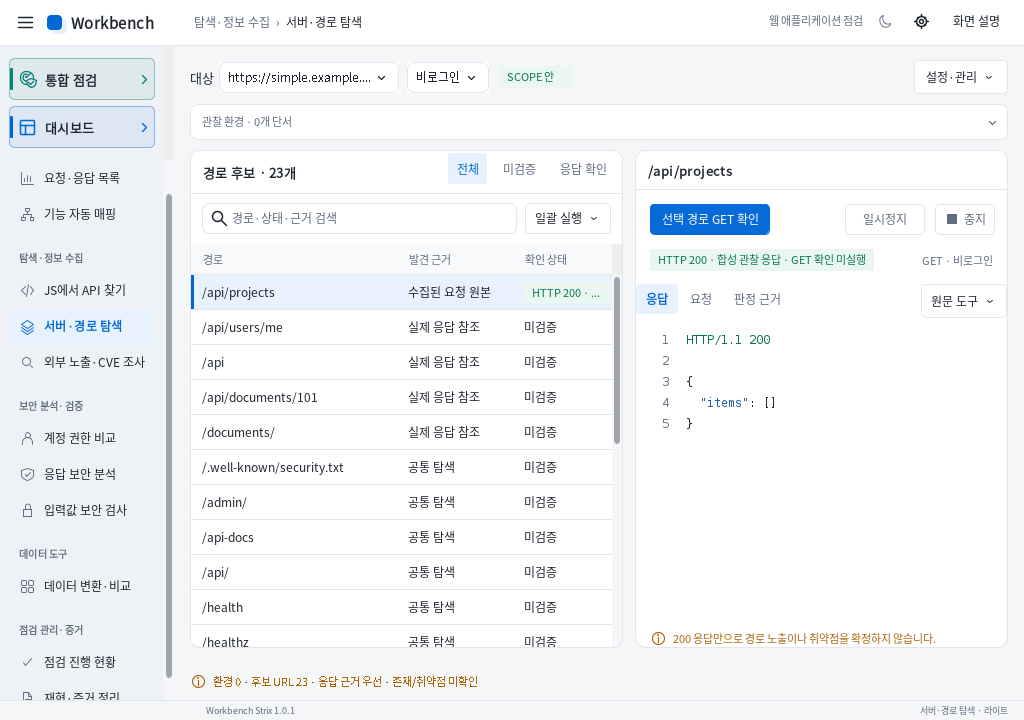 Workbench
탐색·정보 수집 › 서버·경로 탐색
웹 애플리케이션 점검
화면 설명
통합 점검
대시보드
요청·응답 목록
기능 자동 매핑
탐색·정보 수집
JS에서 API 찾기
서버·경로 탐색
외부 노출·CVE 조사
보안 분석·검증
계정 권한 비교
응답 보안 분석
입력값 보안 검사
데이터 도구
데이터 변환·비교
점검 관리·증거
점검 진행 현황
재현·증거 정리
대상 https://simple.example.... 비로그인 SCOPE 안 설정·관리
관찰 환경 · 0개 단서
경로 후보 · 23개 전체 미검증 응답 확인
경로·상태·근거 검색 일괄 실행
경로 발견 근거 확인 상태
/api/projects 수집된 요청 원본 HTTP 200 · ...
/api/users/me 실제 응답 참조 미검증
/api 실제 응답 참조 미검증
/api/documents/101 실제 응답 참조 미검증
/documents/ 실제 응답 참조 미검증
/.well-known/security.txt 공통 탐색 미검증
/admin/ 공통 탐색 미검증
/api-docs 공통 탐색 미검증
/api/ 공통 탐색 미검증
/health 공통 탐색 미검증
/healthz 공통 탐색 미검증
/api/projects
선택 경로 GET 확인 일시정지 중지
HTTP 200 · 합성 관찰 응답 · GET 확인 미실행 GET · 비로그인
응답 요청 판정 근거 원문 도구
1 HTTP/1.1 200
2
3 {
4 "items": []
5 }
200 응답만으로 경로 노출이나 취약점을 확정하지 않습니다.
환경 0 · 후보 URL 23 · 응답 근거 우선 · 존재/취약점 미확인
Workbench Strix 1.0.1
서버·경로 탐색 · 라이트